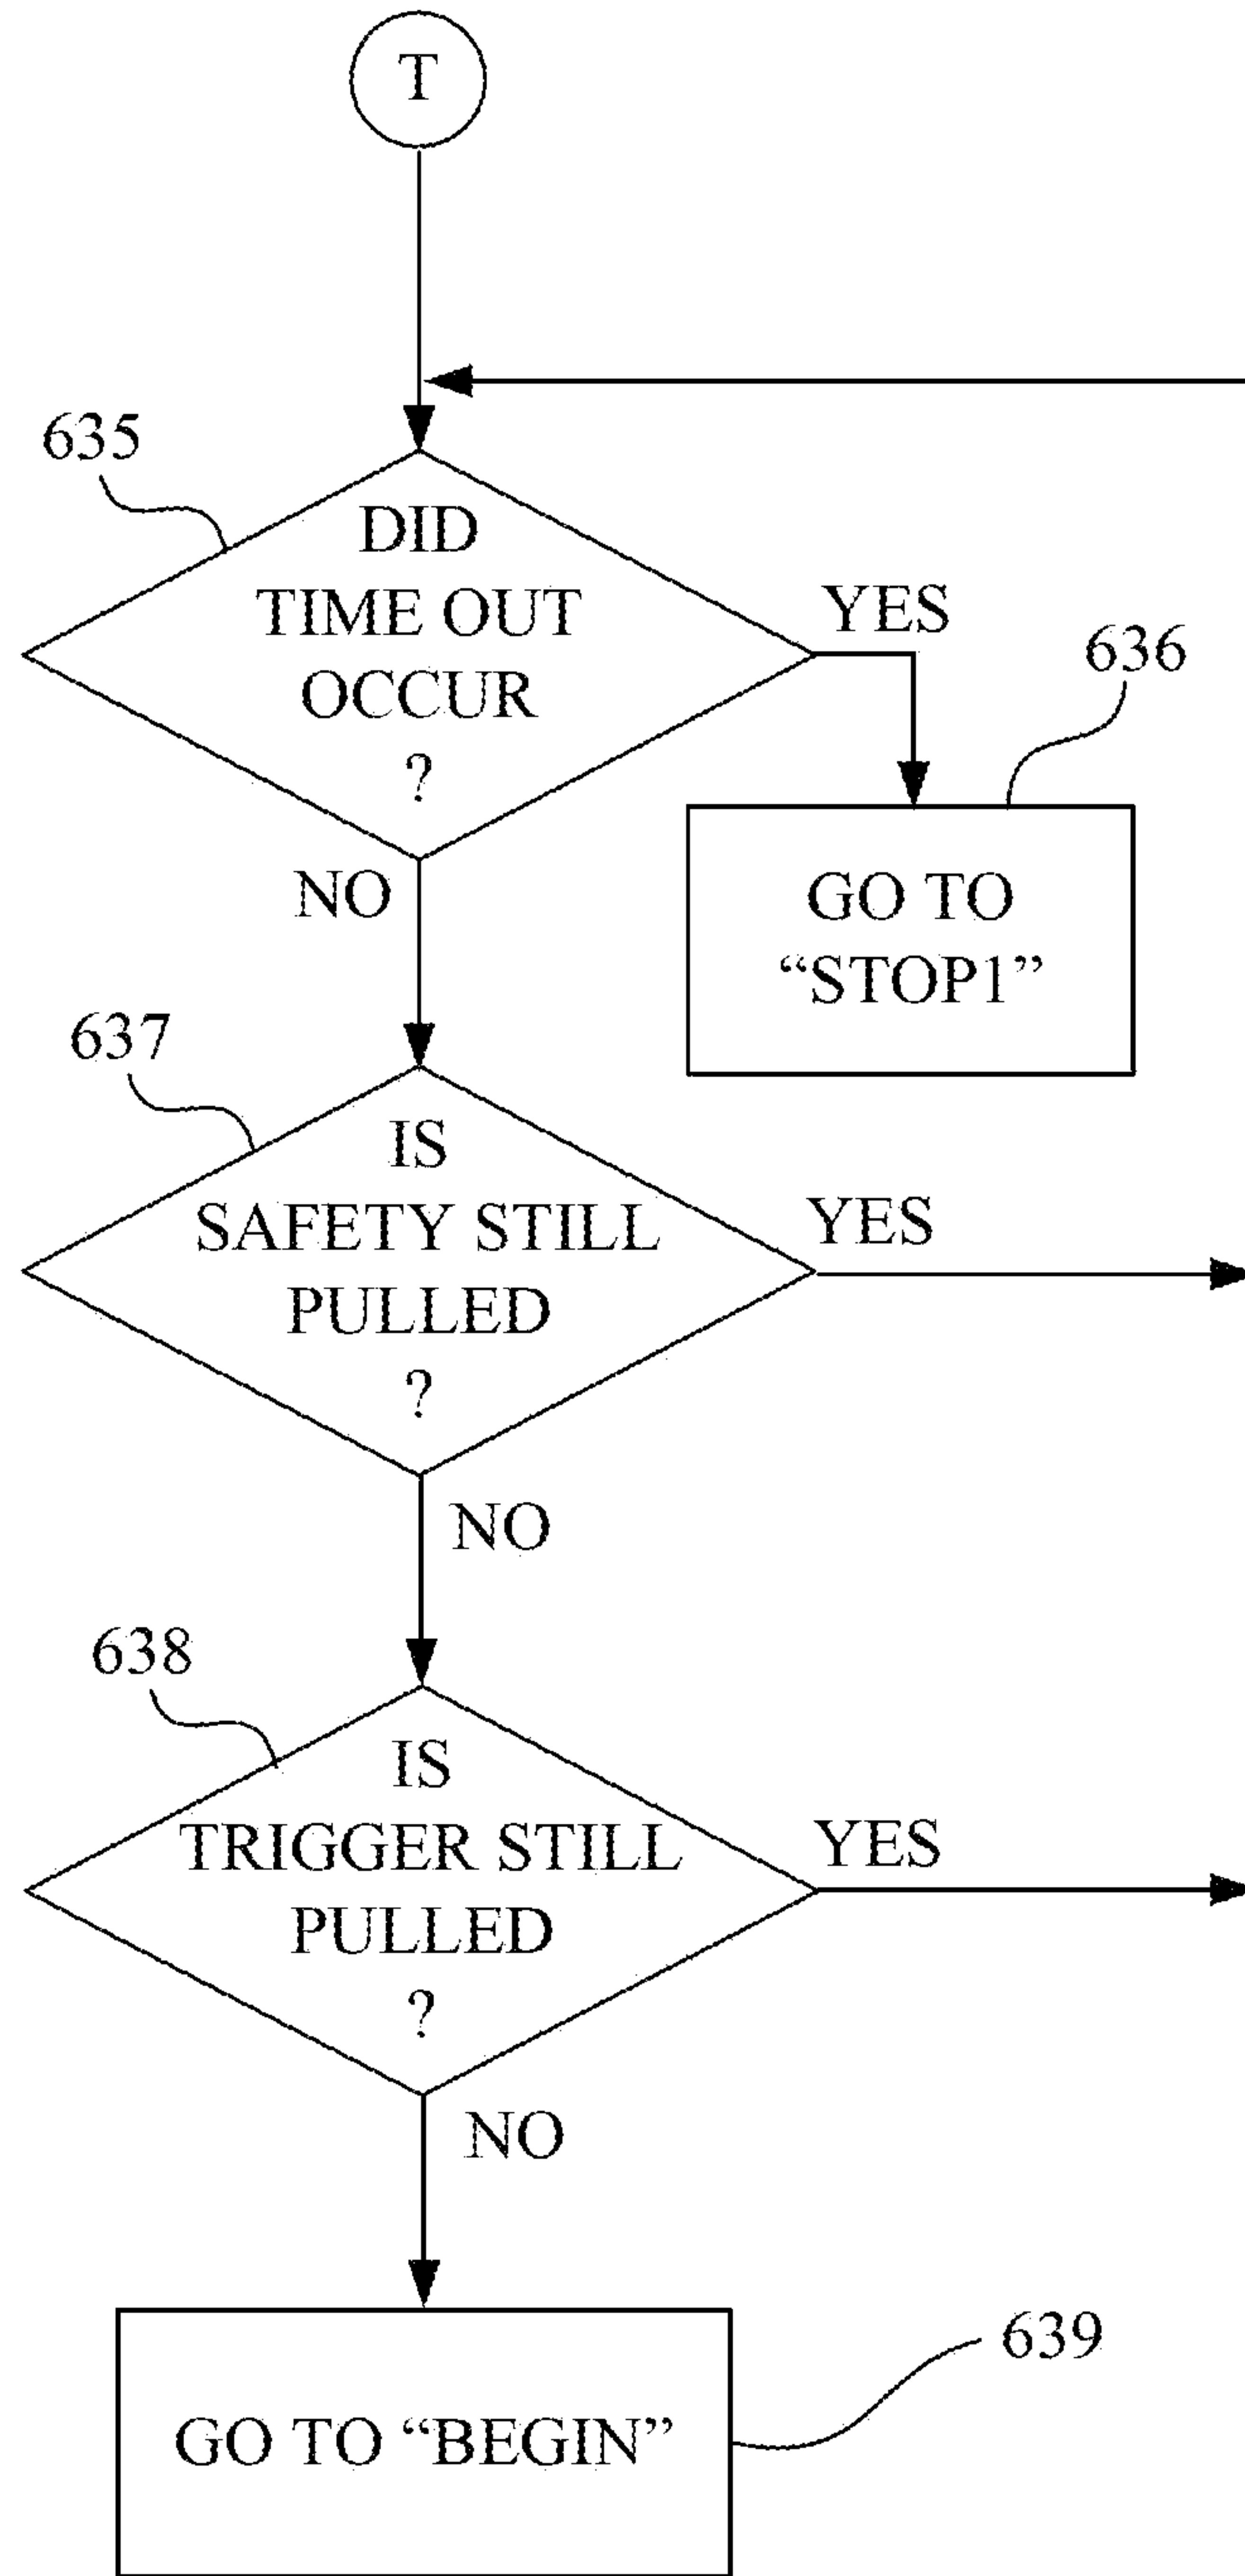 T
635
DID
TIME OUT
OCCUR
?
YES
636
GO TO
“STOP1”
NO
637
IS
SAFETY STILL
PULLED
?
YES
NO
638
IS
TRIGGER STILL
PULLED
?
YES
NO
639
GO TO “BEGIN”